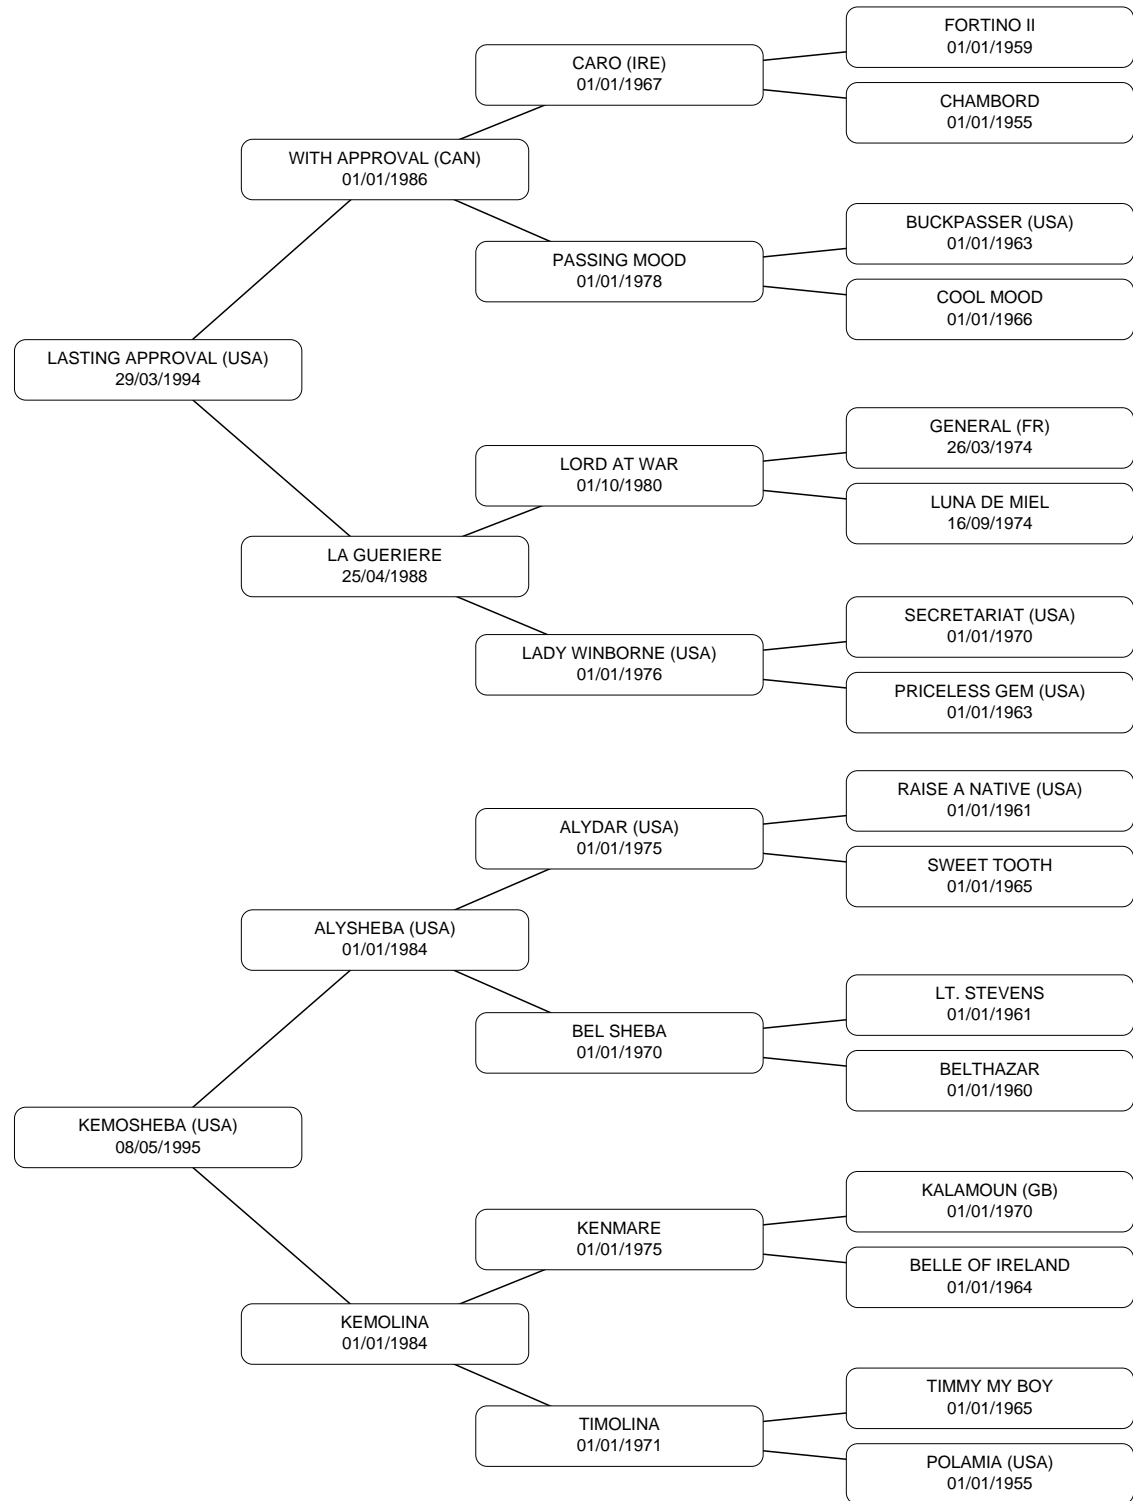 FORTINO II
01/01/1959
CARO (IRE)
01/01/1967
CHAMBORD
01/01/1955
WITH APPROVAL (CAN)
01/01/1986
BUCKPASSER (USA)
01/01/1963
PASSING MOOD
01/01/1978
COOL MOOD
01/01/1966
LASTING APPROVAL (USA)
29/03/1994
GENERAL (FR)
26/03/1974
LORD AT WAR
01/10/1980
LUNA DE MIEL
16/09/1974
LA GUERIERE
25/04/1988
SECRETARIAT (USA)
01/01/1970
LADY WINBORNE (USA)
01/01/1976
PRICELESS GEM (USA)
01/01/1963
RAISE A NATIVE (USA)
01/01/1961
ALYDAR (USA)
01/01/1975
SWEET TOOTH
01/01/1965
ALYSHEBA (USA)
01/01/1984
LT. STEVENS
01/01/1961
BEL SHEBA
01/01/1970
BELTHAZAR
01/01/1960
KEMOSHEBA (USA)
08/05/1995
KALAMOUN (GB)
01/01/1970
KENMARE
01/01/1975
BELLE OF IRELAND
01/01/1964
KEMOLINA
01/01/1984
TIMMY MY BOY
01/01/1965
TIMOLINA
01/01/1971
POLAMIA (USA)
01/01/1955